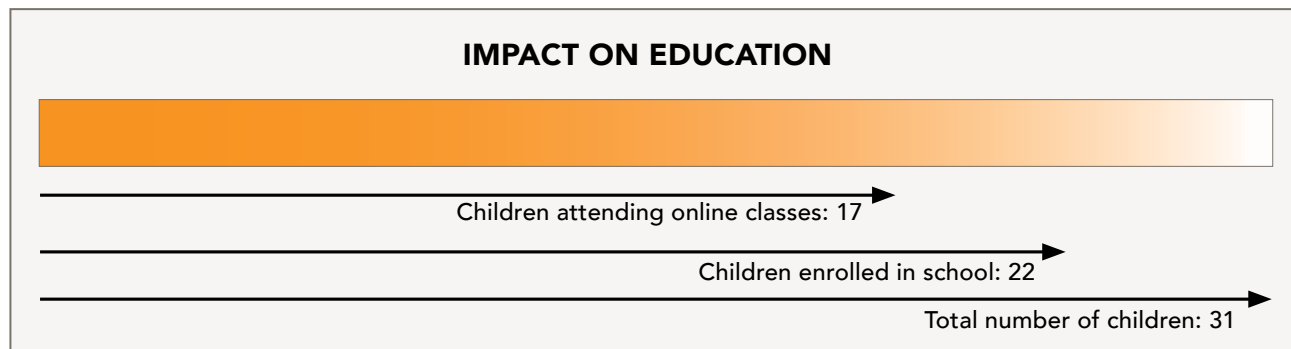 IMPACT ON EDUCATION
Children attending online classes: 17
Children enrolled in school: 22
Total number of children: 31